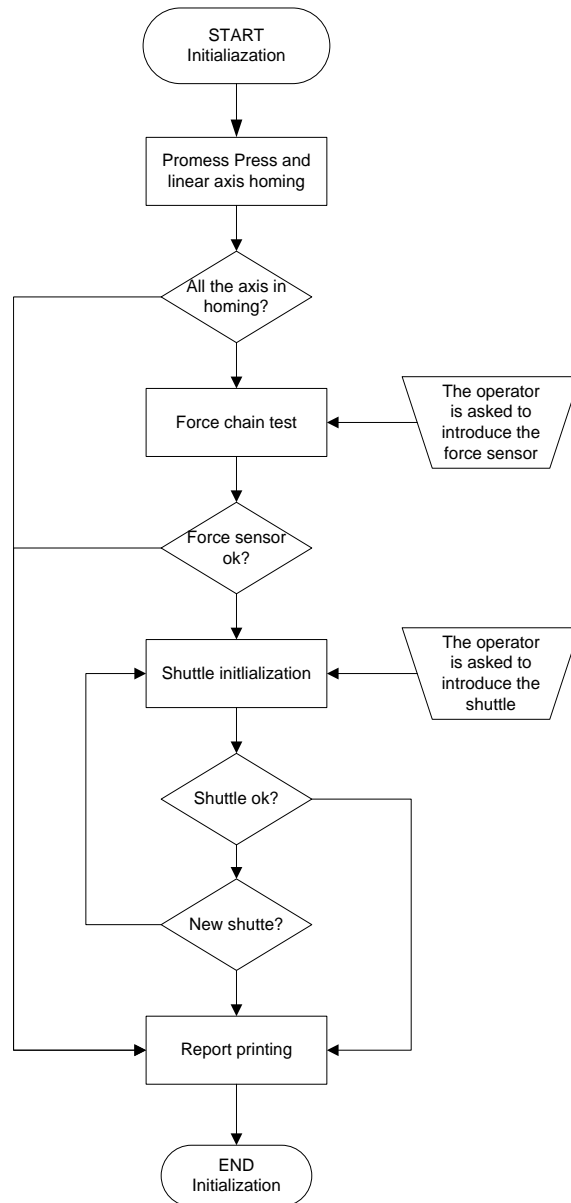 START
Initialiazation
Promess Press and
linear axis homing
All the axis in
homing?
Force chain test
The operator
is asked to
introduce the
force sensor
Force sensor
ok?
Shuttle initlialization
The operator
is asked to
introduce the
shuttle
Shuttle ok?
New shutte?
Report printing
END
Initialization